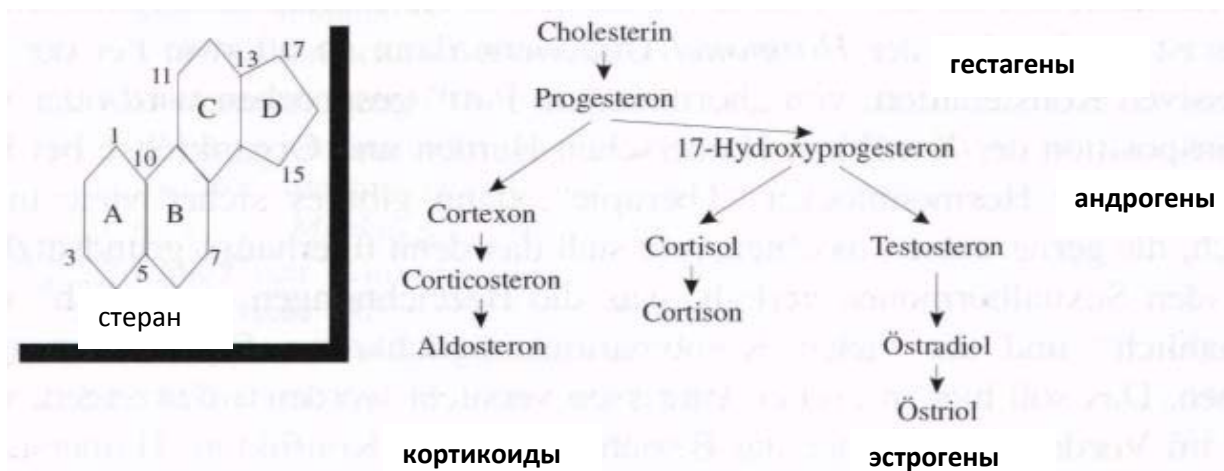 17
13
11
C
D
1
10
15
A
B
3
5
7
стеран
Cholesterin
гестагены
Progesteron
17-Hydroxyprogesteron
андрогены
Cortexon
Cortisol
Testosteron
Corticosteron
Cortison
Aldosteron
Östradiol
Östriol
кортикоиды
эстрогены